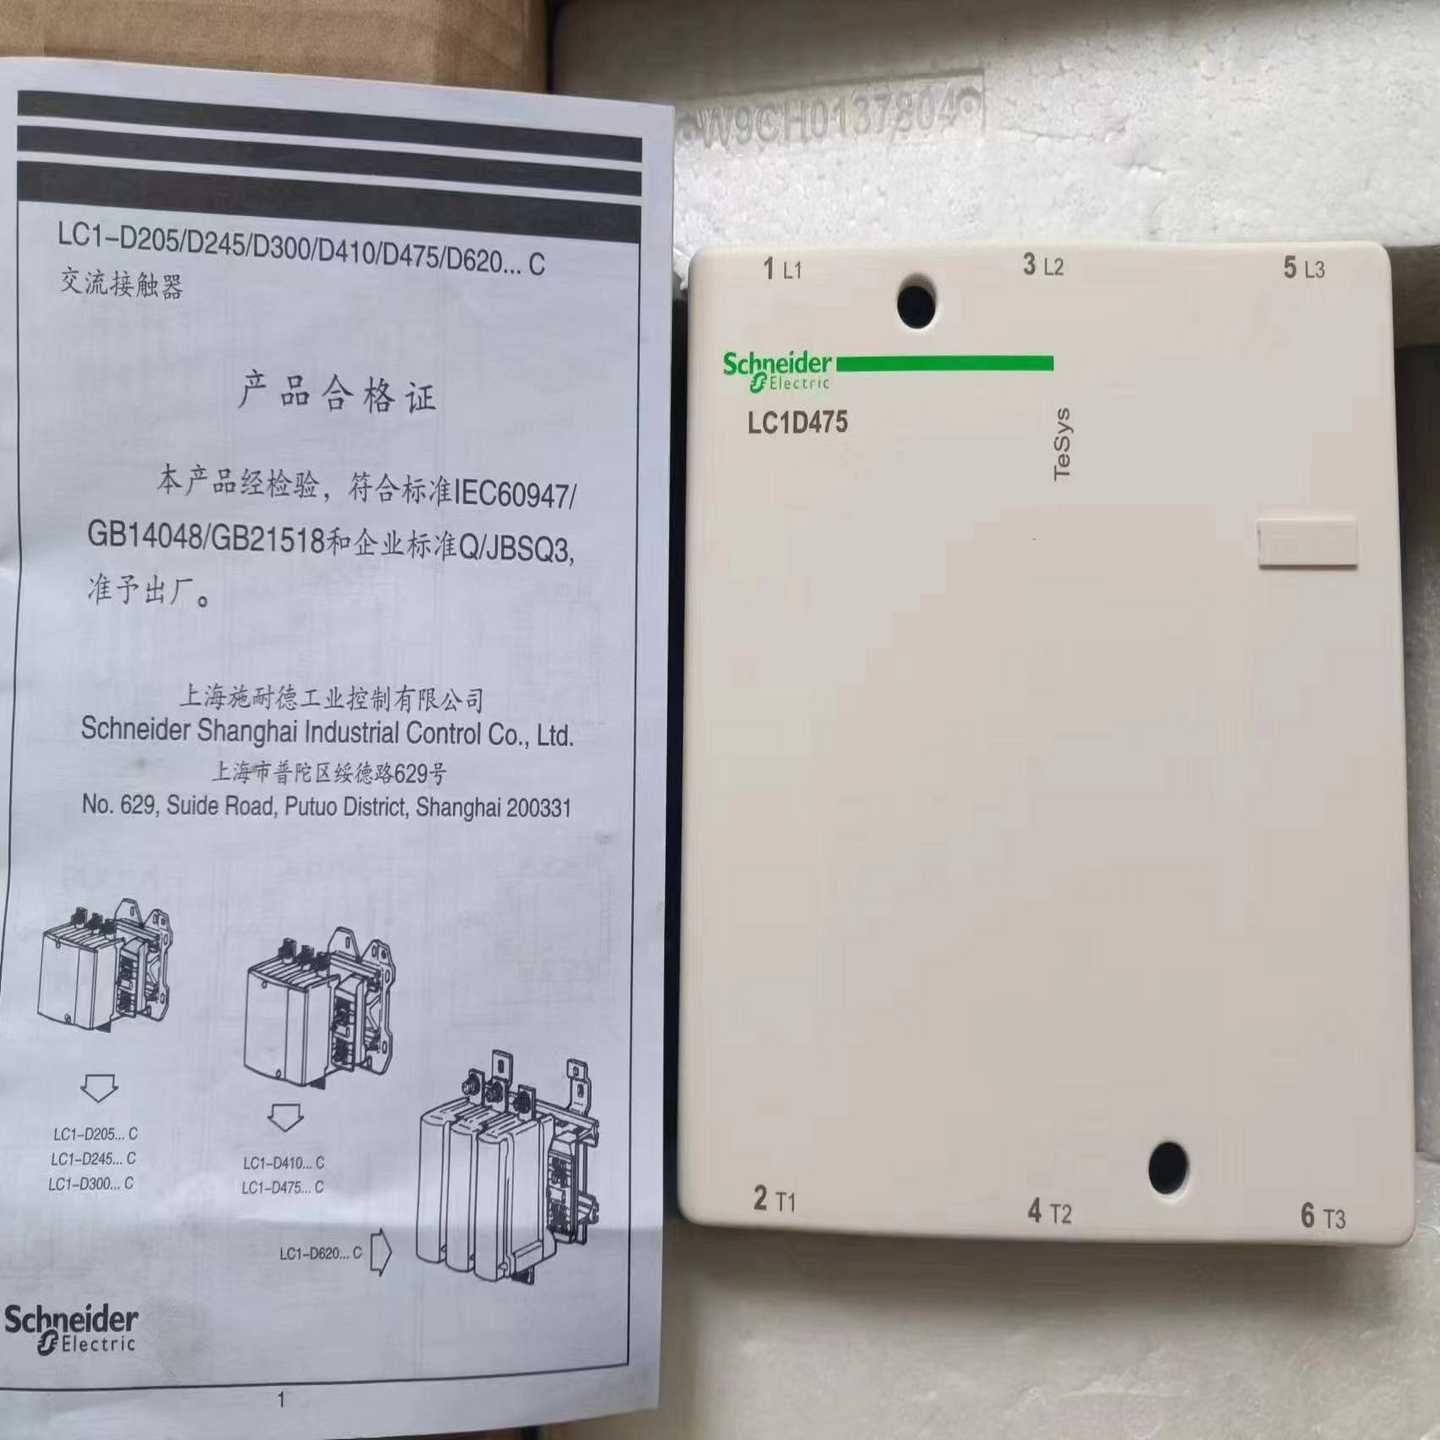 LC1-D205/D245/D300/D410/D475/D620... C
交流接触器
产品合格证
本产品经检验，符合标准IEC60947/
GB14048/GB21518和企业标准Q/JBSQ3,
准予出厂。
上海施耐德工业控制有限公司
Schneider Shanghai Industrial Control Co., Ltd.
上海市普陀区绥德路629号
No. 629, Suide Road, Putuo District, Shanghai 200331
LC1-D205... C
LC1-D245... C
LC1-D300... C
LC1-D410... C
LC1-D475... C
LC1-D620... C
Schneider
Electric
1
W9CH0137804
1 L1
3 L2
5 L3
Schneider
Electric
LC1D475
TeSys
2 T1
4 T2
6 T3